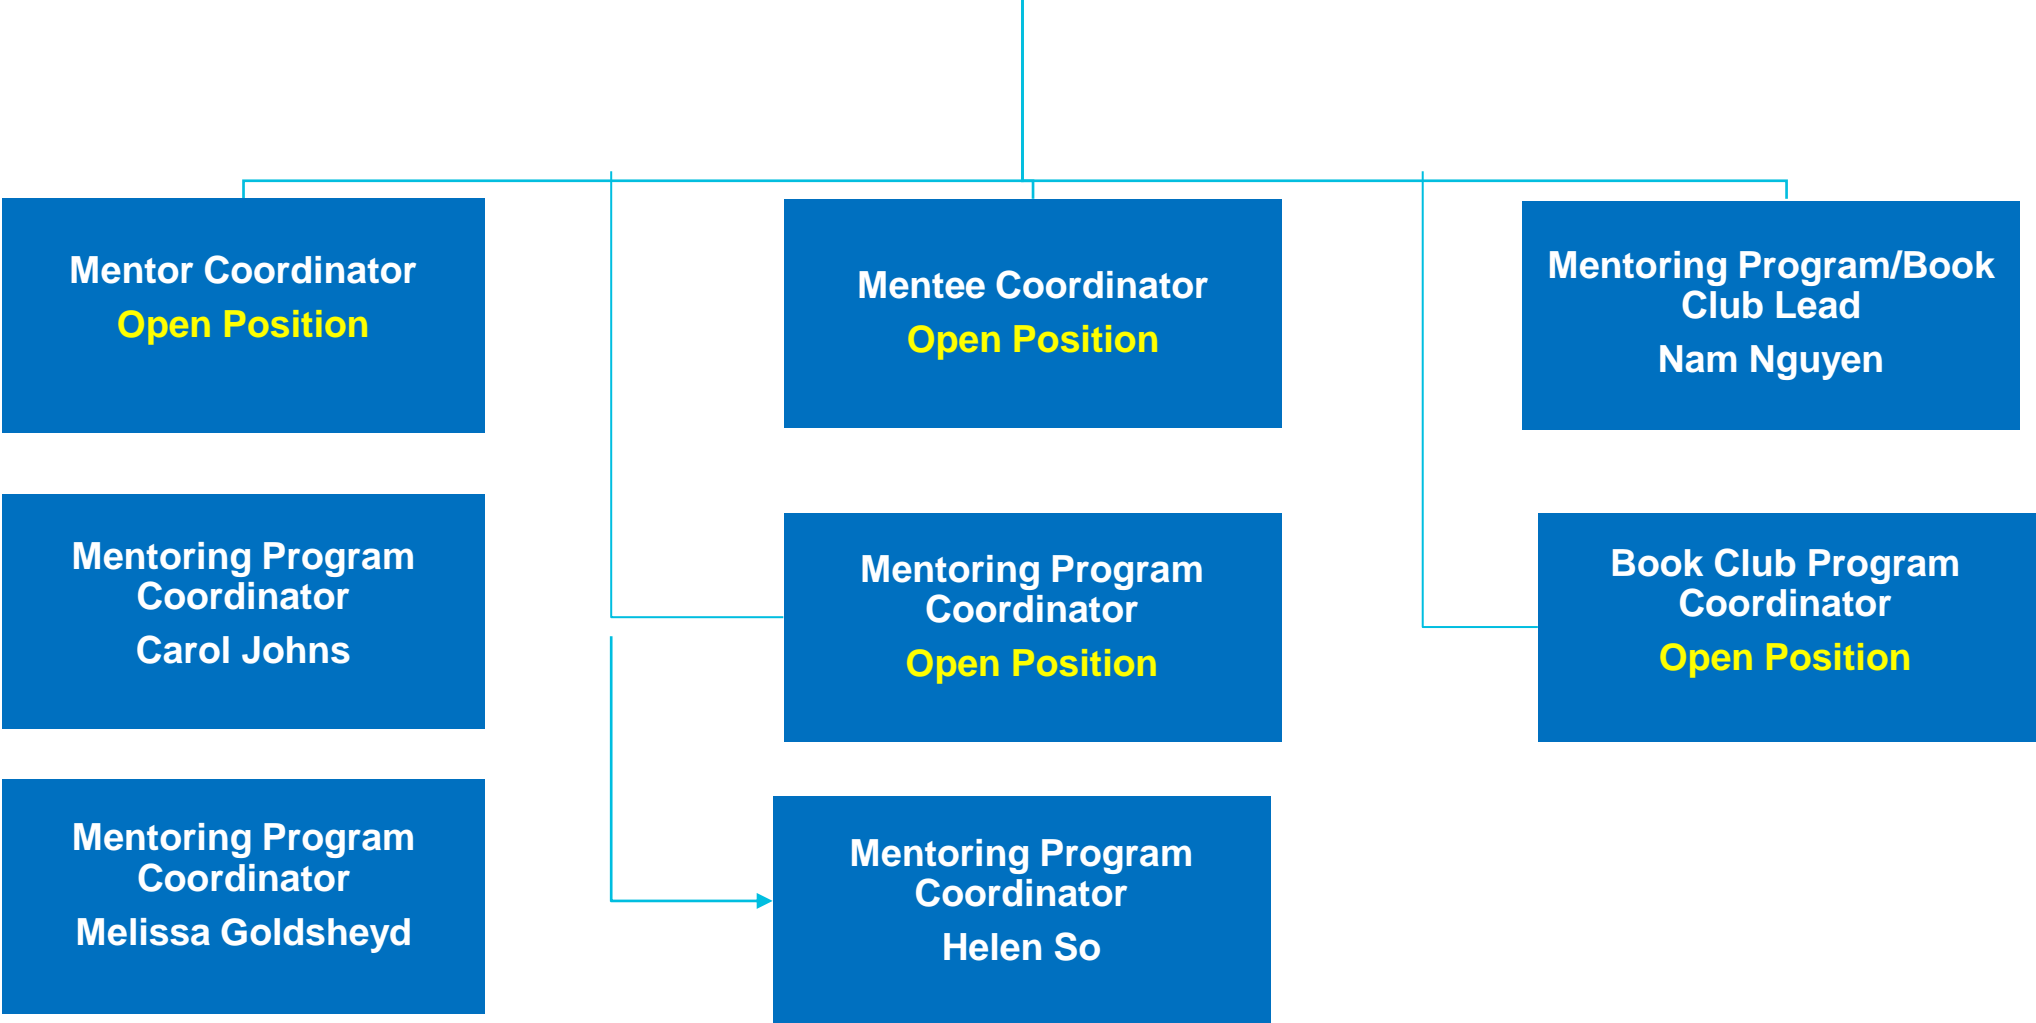 Mentor Coordinator
Open Position
Mentee Coordinator
Open Position
Mentoring Program/Book
Club Lead
Nam Nguyen
Mentoring Program
Coordinator
Carol Johns
Mentoring Program
Coordinator
Open Position
Book Club Program
Coordinator
Open Position
Mentoring Program
Coordinator
Melissa Goldsheyd
Mentoring Program
Coordinator
Helen So